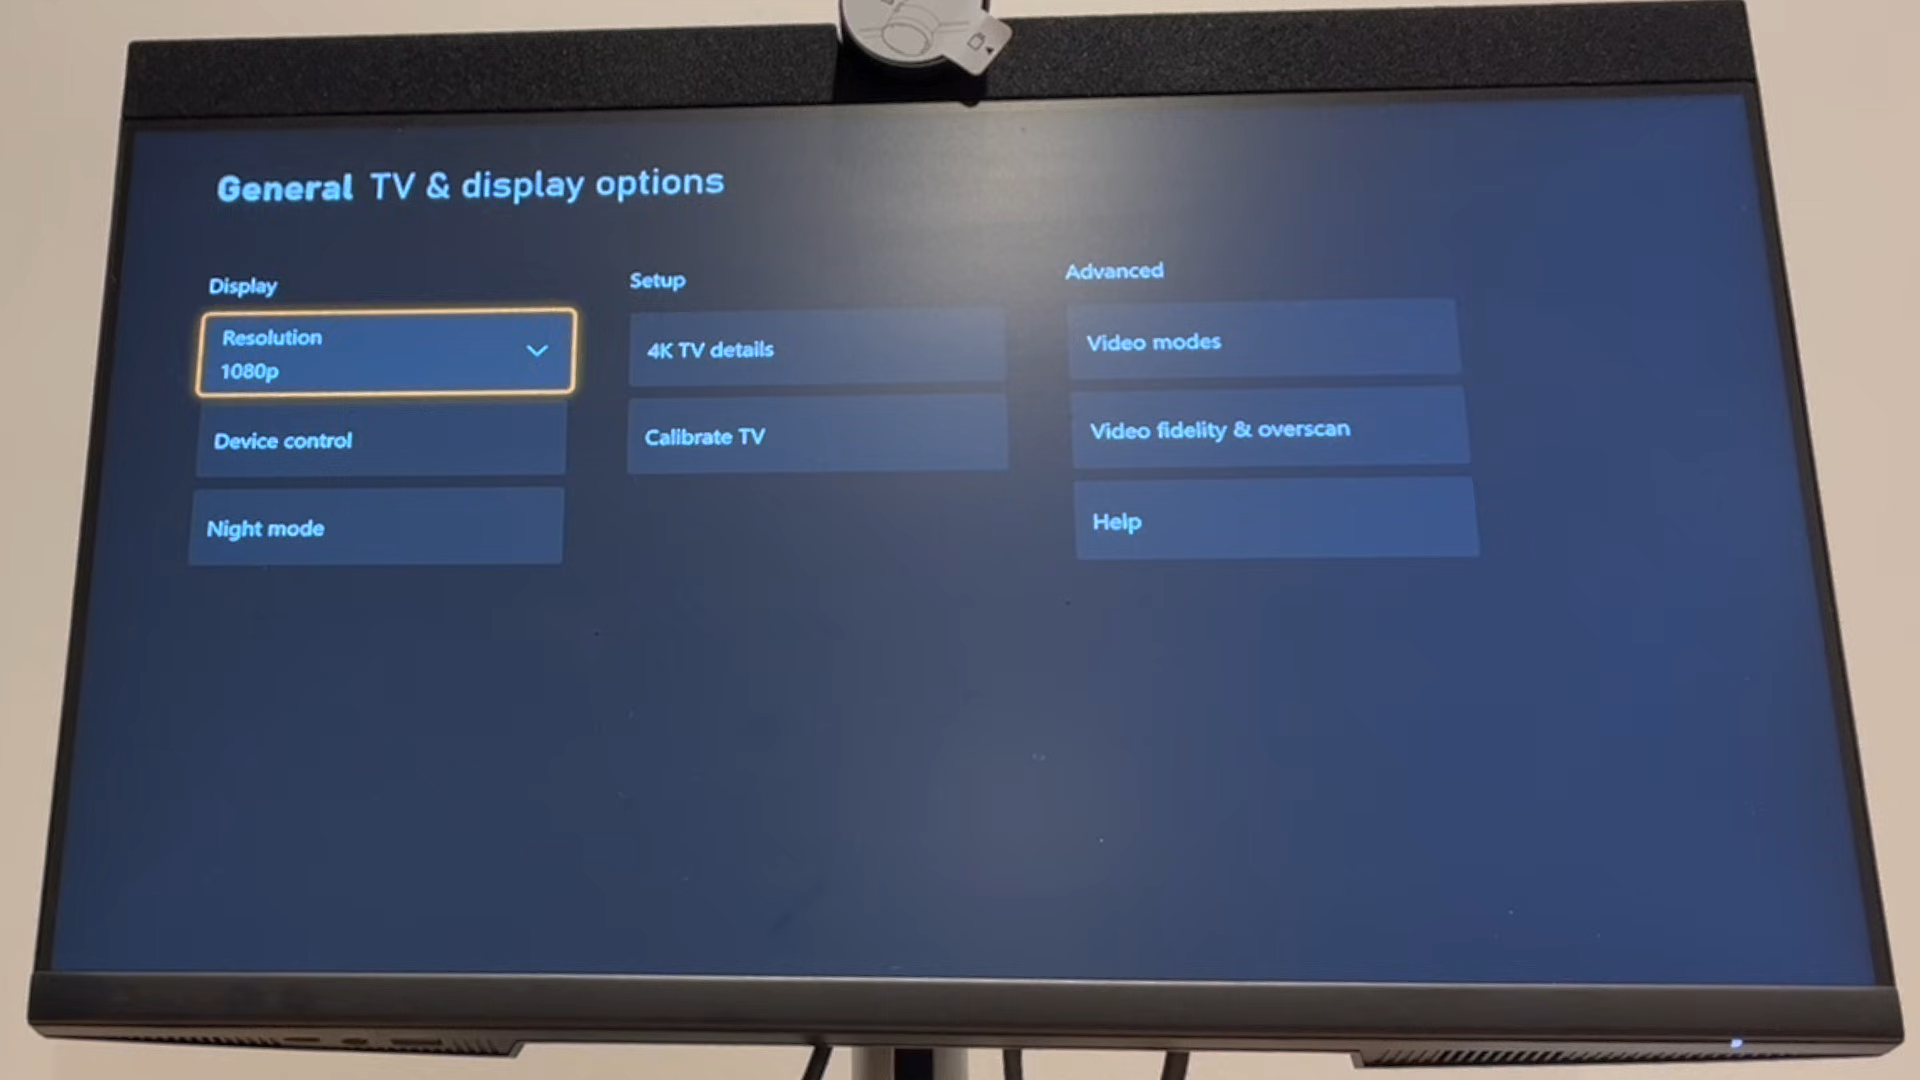 General TV & display options
Display
Resolution
1080p
Device control
Night mode
Setup
4K TV details
Calibrate TV
Advanced
Video modes
Video fidelity & overscan
Help